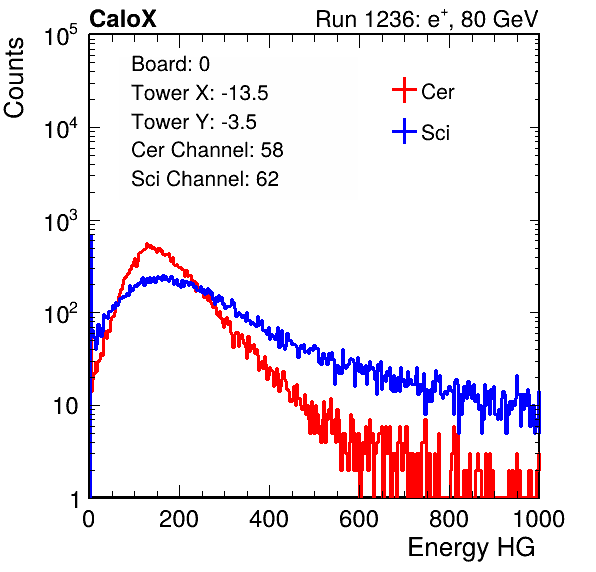 CaloX Run 1236: e+, 80 GeV
Board: 0
Tower X: -13.5
Tower Y: -3.5
Cer Channel: 58
Sci Channel: 62
Cer
Sci
Counts
10^5
10^4
10^3
10^2
10
1
0 200 400 600 800 1000
Energy HG